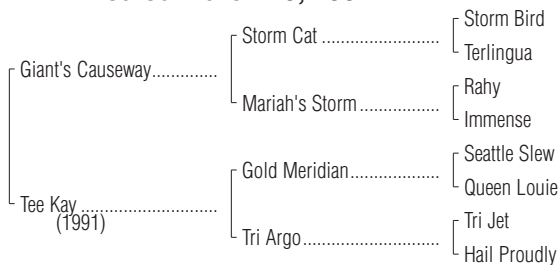 Storm Bird
Storm Cat ........................
Terlingua
Giant's Causeway.............
Rahy
Mariah's Storm ................
Immense
Seattle Slew
Gold Meridian..................
Queen Louie
Tee Kay ...........................
(1991)
Tri Jet
Tri Argo...........................
Hail Proudly